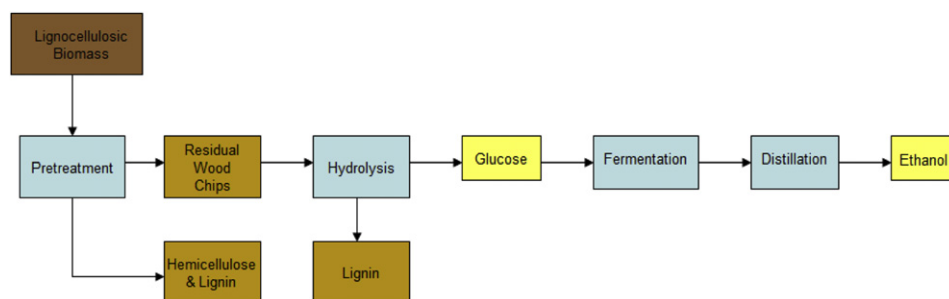 Lignocellulosic
Biomass
Pretreatment
Residual
Wood
Chips
Hydrolysis
Glucose
Fermentation
Distillation
Ethanol
Hemicellulose
& Lignin
Lignin